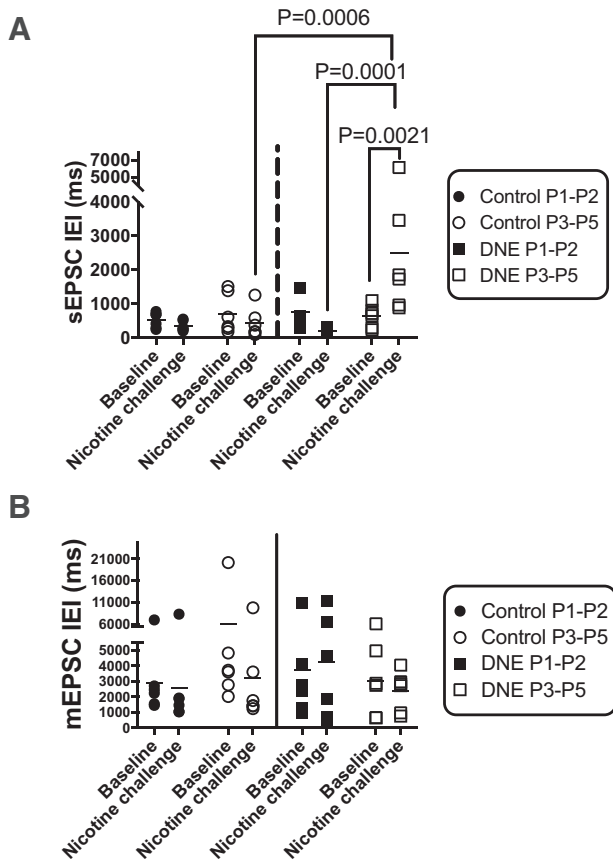 A
P=0.0006
P=0.0001
P=0.0021
sEPSC IEI (ms)
7000
5000
4000
3000
2000
1000
0
Baseline
Nicotine challenge
Baseline
Nicotine challenge
Baseline
Nicotine challenge
Baseline
Nicotine challenge
Control P1-P2
Control P3-P5
DNE P1-P2
DNE P3-P5
B
mEPSC IEI (ms)
21000
16000
11000
6000
5000
4000
3000
2000
1000
0
Baseline
Nicotine challenge
Baseline
Nicotine challenge
Baseline
Nicotine challenge
Baseline
Nicotine challenge
Control P1-P2
Control P3-P5
DNE P1-P2
DNE P3-P5